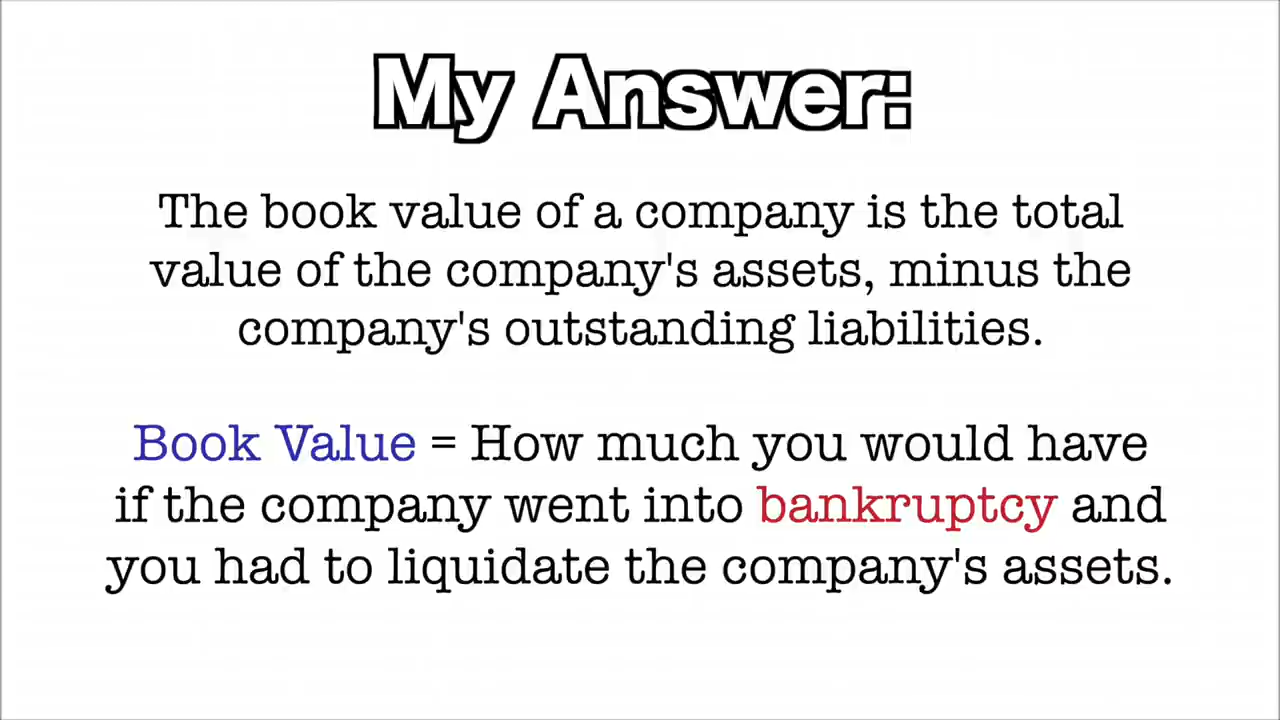 My Answer:
The book value of a company is the total
value of the company's assets, minus the
company's outstanding liabilities.
Book Value = How much you would have
if the company went into bankruptcy and
you had to liquidate the company's assets.